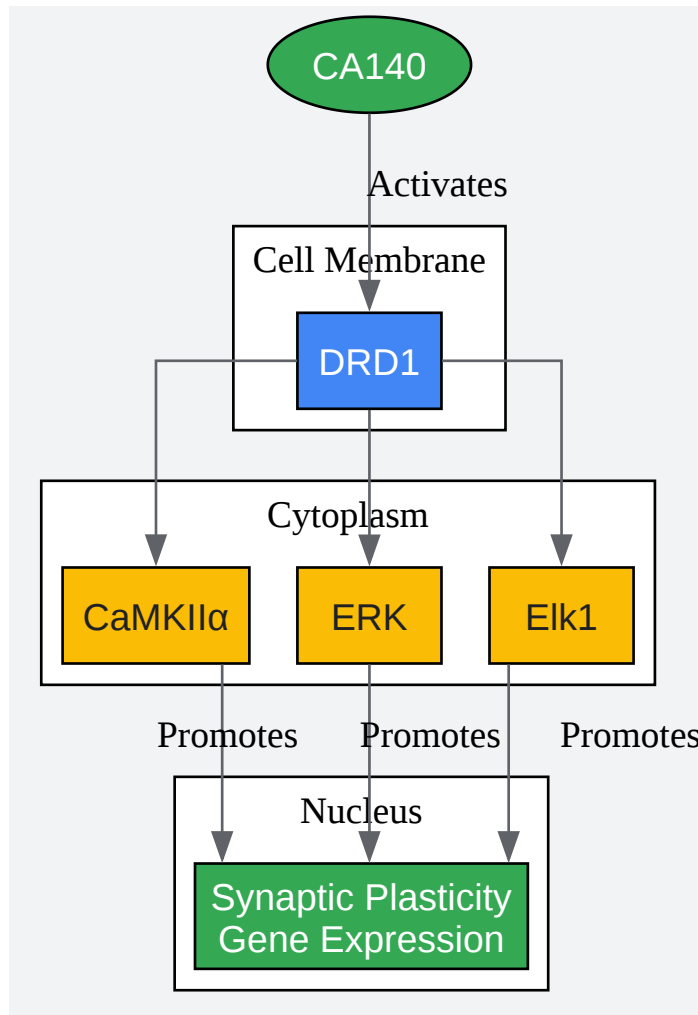 CA140
Activates
Cell Membrane
DRD1
Cytoplasm
CaMKIIα
ERK
Elk1
Promotes
Promotes
Promotes
Nucleus
Synaptic Plasticity
Gene Expression